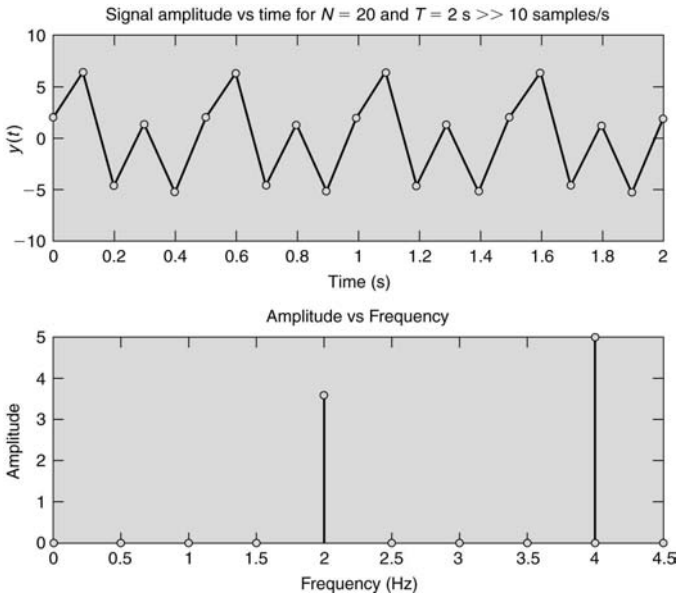 Signal amplitude vs time for N = 20 and T = 2 s >> 10 samples/s
10
5
0
−5
−10
y(t)
0 0.2 0.4 0.6 0.8 1 1.2 1.4 1.6 1.8 2
Time (s)
Amplitude vs Frequency
5
4
3
2
1
0
Amplitude
0 0.5 1 1.5 2 2.5 3 3.5 4 4.5
Frequency (Hz)